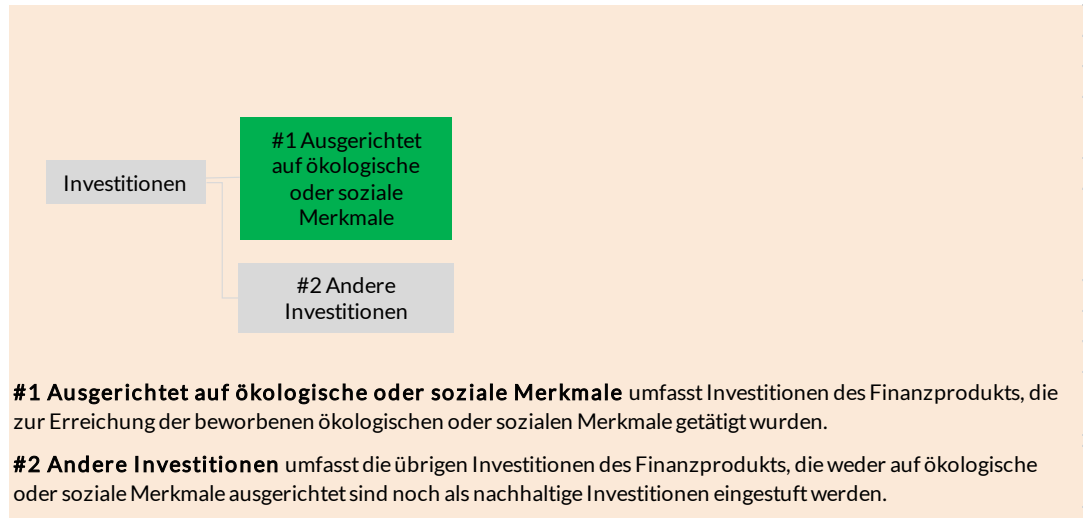 #1 Ausgerichtet
auf ökologische
oder soziale
Merkmale
Investitionen
#2 Andere
Investitionen
#1 Ausgerichtet auf ökologische oder soziale Merkmale umfasst Investitionen des Finanzprodukts, die
zur Erreichung der beworbenen ökologischen oder sozialen Merkmale getätigt wurden.
#2 Andere Investitionen umfasst die übrigen Investitionen des Finanzprodukts, die weder auf ökologische
oder soziale Merkmale ausgerichtet sind noch als nachhaltige Investitionen eingestuft werden.